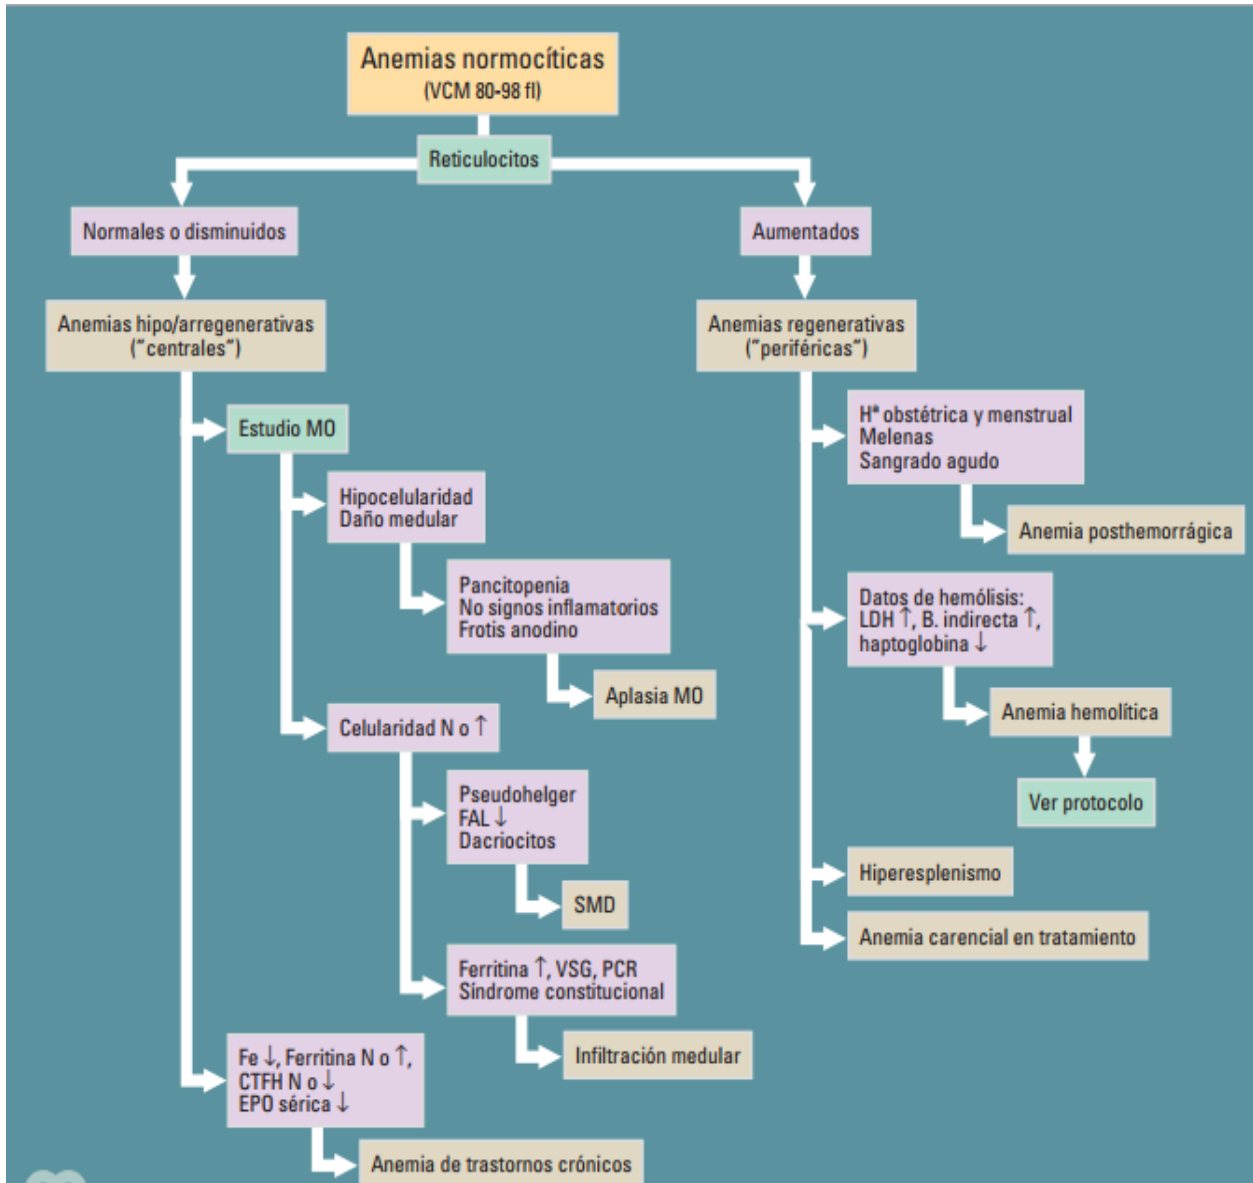 Anemias normocíticas
(VCM 80-98 fl)
Reticulocitos
Normales o disminuidos
Aumentados
Anemias hipo/arregenerativas
("centrales")
Anemias regenerativas
("periféricas")
Estudio MO
Hipocelularidad
Daño medular
Pancitopenia
No signos inflamatorios
Frotis anodino
Aplasia MO
Celularidad N o ↑
Pseudohelger
FAL ↓
Dacriocitos
SMD
Ferritina ↑, VSG, PCR
Síndrome constitucional
Infiltración medular
Fe ↓, Ferritina N o ↑,
CTFH N o ↓
EPO sérica ↓
Anemia de trastornos crónicos
Hª obstétrica y menstrual
Melenas
Sangrado agudo
Anemia posthemorrágica
Datos de hemólisis:
LDH ↑, B. indirecta ↑,
haptoglobina ↓
Anemia hemolítica
Ver protocolo
Hiperesplenismo
Anemia carencial en tratamiento